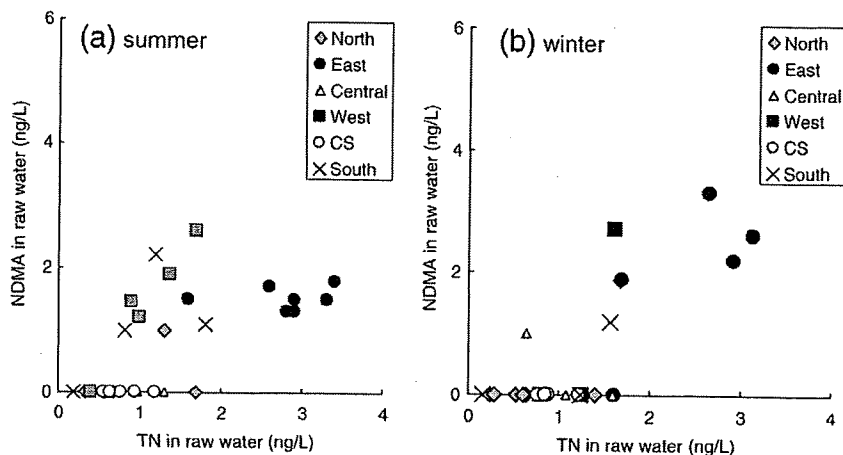 (a) summer
North
East
Central
West
CS
South
6
4
2
0
NDMA in raw water (ng/L)
0 1 2 3 4
TN in raw water (ng/L)
(b) winter
North
East
Central
West
CS
South
6
4
2
0
NDMA in raw water (ng/L)
0 1 2 3 4
TN in raw water (ng/L)